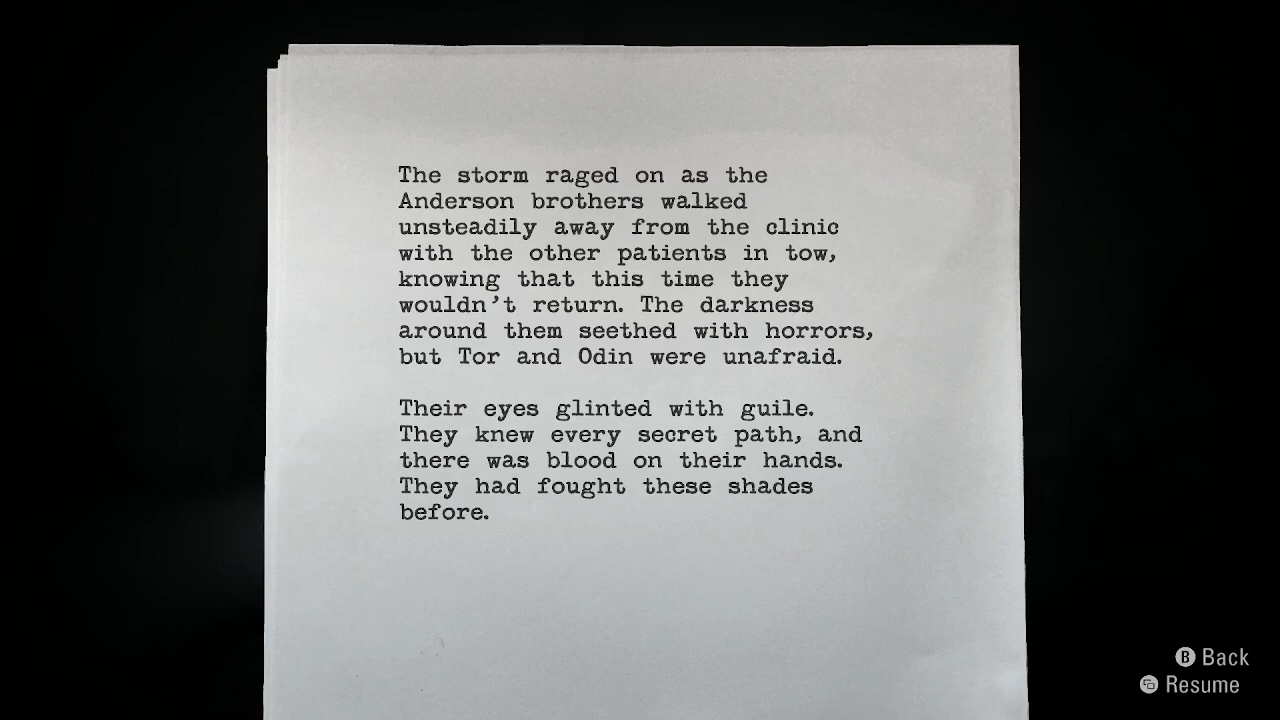 The storm raged on as the
Anderson brothers walked
unsteadily away from the clinic
with the other patients in tow,
knowing that this time they
wouldn't return. The darkness
around them seethed with horrors,
but Tor and Odin were unafraid.
Their eyes glinted with guile.
They knew every secret path, and
there was blood on their hands.
They had fought these shades
before.
B Back
Resume